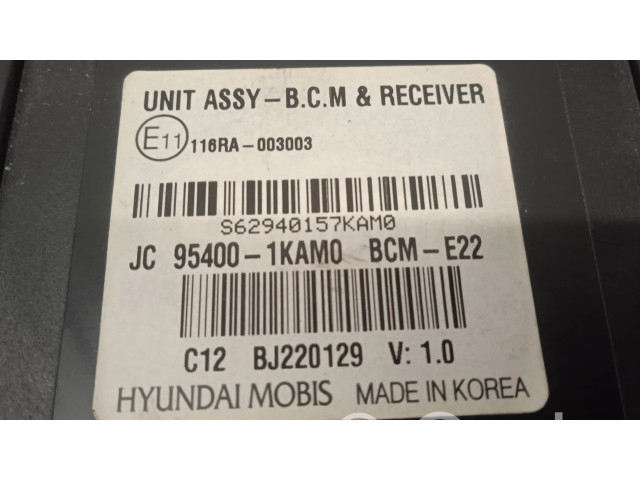 UNIT ASSY-B.C.M & RECEIVER
E11 116RA-003003
S62940157KAM0
JC 95400-1KAM0 BCM-E22
C12 BJ220129 V: 1.0
HYUNDAI MOBIS MADE IN KOREA